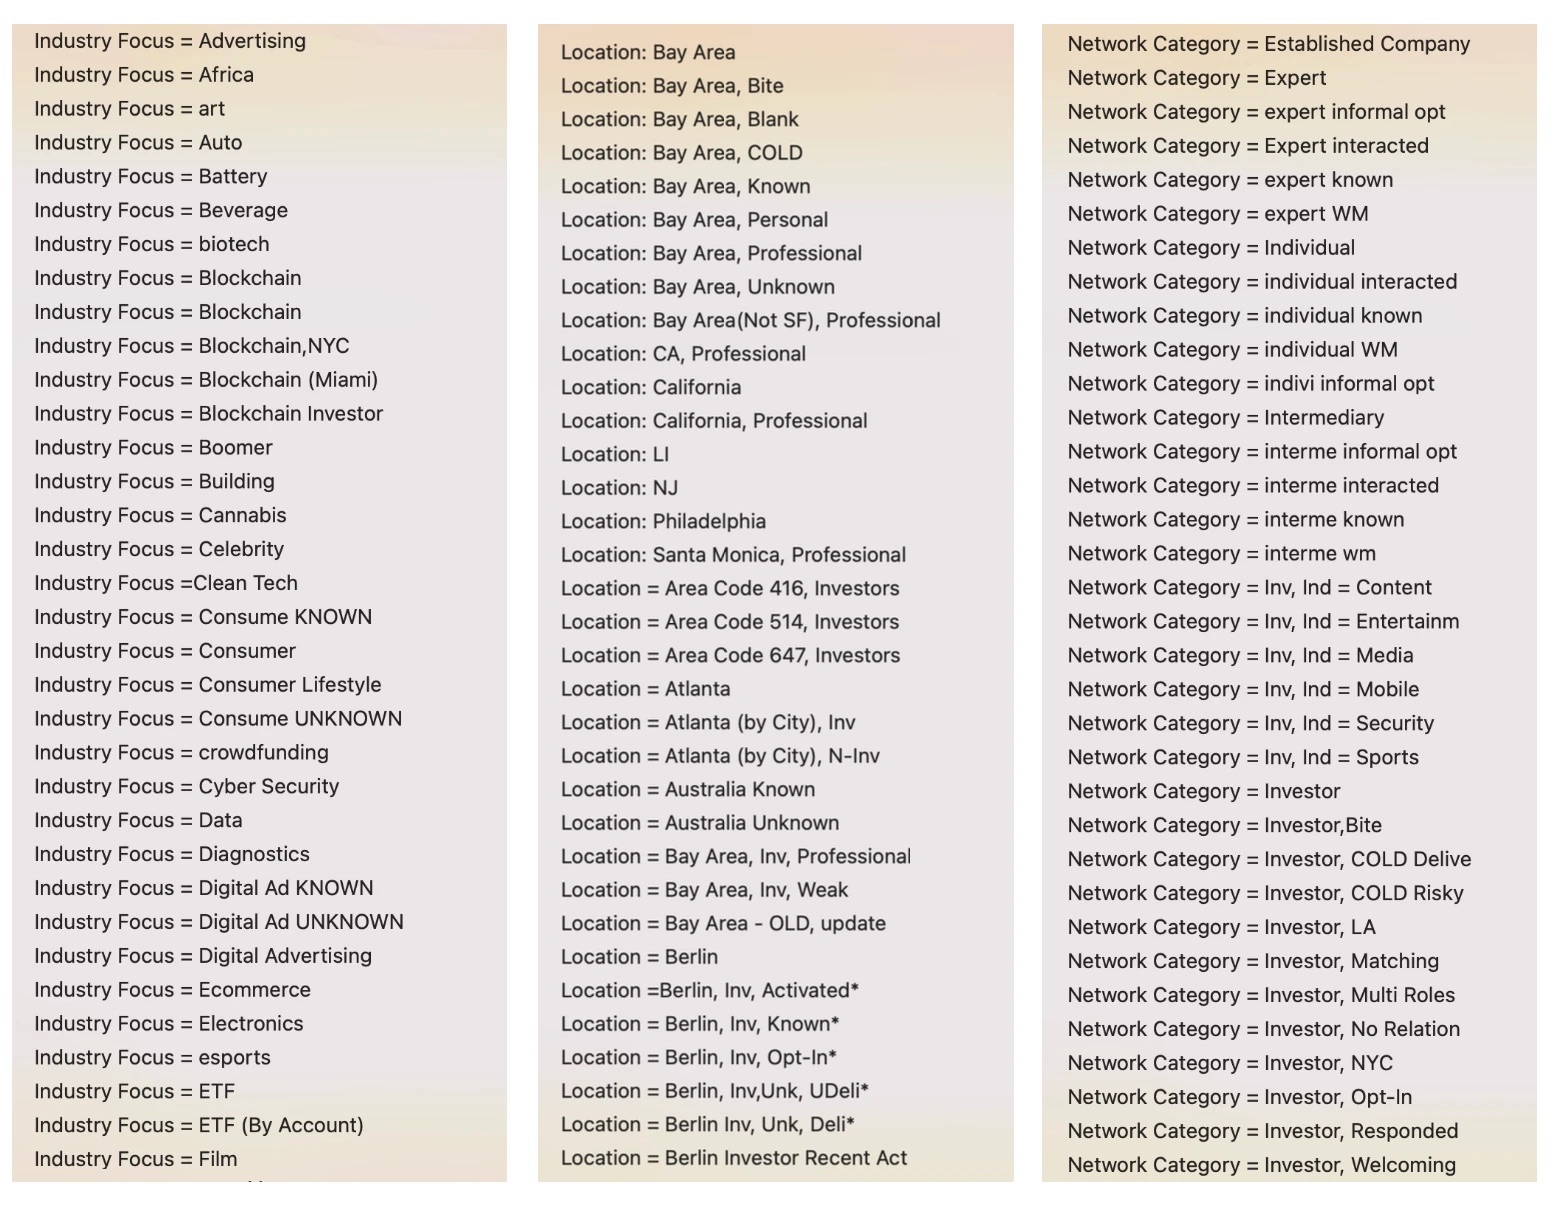 Industry Focus = Advertising
Industry Focus = Africa
Industry Focus = art
Industry Focus = Auto
Industry Focus = Battery
Industry Focus = Beverage
Industry Focus = biotech
Industry Focus = Blockchain
Industry Focus = Blockchain
Industry Focus = Blockchain,NYC
Industry Focus = Blockchain (Miami)
Industry Focus = Blockchain Investor
Industry Focus = Boomer
Industry Focus = Building
Industry Focus = Cannabis
Industry Focus = Celebrity
Industry Focus =Clean Tech
Industry Focus = Consume KNOWN
Industry Focus = Consumer
Industry Focus = Consumer Lifestyle
Industry Focus = Consume UNKNOWN
Industry Focus = crowdfunding
Industry Focus = Cyber Security
Industry Focus = Data
Industry Focus = Diagnostics
Industry Focus = Digital Ad KNOWN
Industry Focus = Digital Ad UNKNOWN
Industry Focus = Digital Advertising
Industry Focus = Ecommerce
Industry Focus = Electronics
Industry Focus = esports
Industry Focus = ETF
Industry Focus = ETF (By Account)
Industry Focus = Film
Location: Bay Area
Location: Bay Area, Bite
Location: Bay Area, Blank
Location: Bay Area, COLD
Location: Bay Area, Known
Location: Bay Area, Personal
Location: Bay Area, Professional
Location: Bay Area, Unknown
Location: Bay Area(Not SF), Professional
Location: CA, Professional
Location: California
Location: California, Professional
Location: LI
Location: NJ
Location: Philadelphia
Location: Santa Monica, Professional
Location = Area Code 416, Investors
Location = Area Code 514, Investors
Location = Area Code 647, Investors
Location = Atlanta
Location = Atlanta (by City), Inv
Location = Atlanta (by City), N-Inv
Location = Australia Known
Location = Australia Unknown
Location = Bay Area, Inv, Professional
Location = Bay Area, Inv, Weak
Location = Bay Area - OLD, update
Location = Berlin
Location =Berlin, Inv, Activated*
Location = Berlin, Inv, Known*
Location = Berlin, Inv, Opt-In*
Location = Berlin, Inv,Unk, UDeli*
Location = Berlin Inv, Unk, Deli*
Location = Berlin Investor Recent Act
Network Category = Established Company
Network Category = Expert
Network Category = expert informal opt
Network Category = Expert interacted
Network Category = expert known
Network Category = expert WM
Network Category = Individual
Network Category = individual interacted
Network Category = individual known
Network Category = individual WM
Network Category = indivi informal opt
Network Category = Intermediary
Network Category = interme informal opt
Network Category = interme interacted
Network Category = interme known
Network Category = interme wm
Network Category = Inv, Ind = Content
Network Category = Inv, Ind = Entertainm
Network Category = Inv, Ind = Media
Network Category = Inv, Ind = Mobile
Network Category = Inv, Ind = Security
Network Category = Inv, Ind = Sports
Network Category = Investor
Network Category = Investor,Bite
Network Category = Investor, COLD Delive
Network Category = Investor, COLD Risky
Network Category = Investor, LA
Network Category = Investor, Matching
Network Category = Investor, Multi Roles
Network Category = Investor, No Relation
Network Category = Investor, NYC
Network Category = Investor, Opt-In
Network Category = Investor, Responded
Network Category = Investor, Welcoming